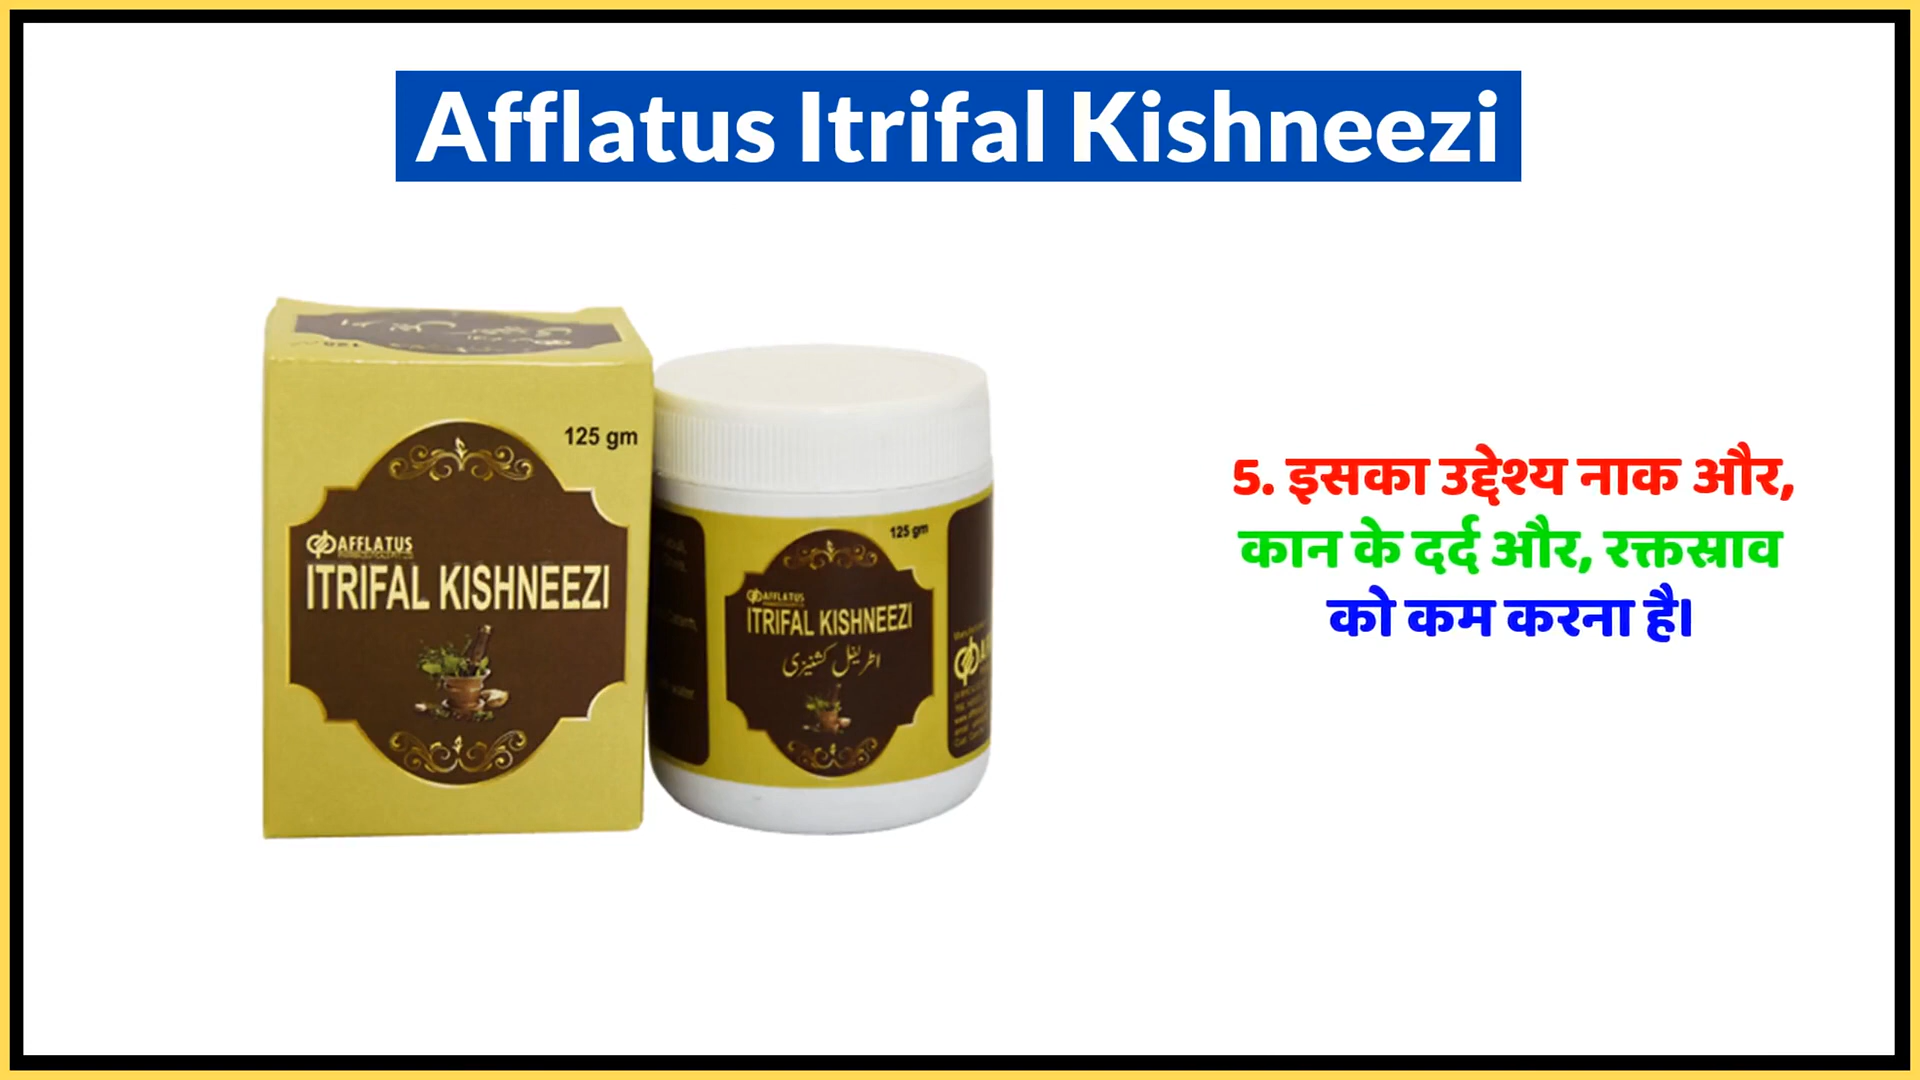 Afflatus Itrifal Kishneezi
125 gm
AFFLATUS
ITRIFAL KISHNEEZI
125 gm
AFFLATUS
ITRIFAL KISHNEEZI
اطریفل کشنیزی
5. इसका उद्देश्य नाक और,
कान के दर्द और, रक्तस्राव
को कम करना है।